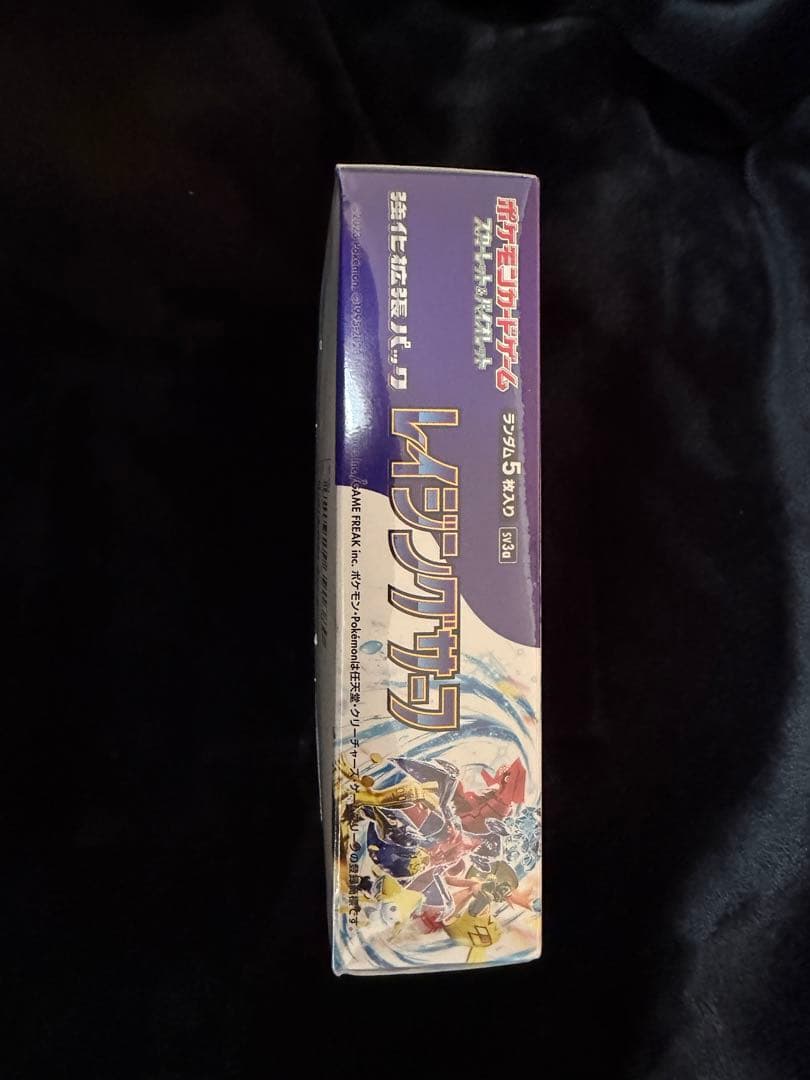 ポケモンカードゲーム
スカーレット&バイオレット
ランダム5枚入り SV3a
強化拡張パック
レイジングサーフ
GAME FREAK inc. ポケモン・Pokémonは任天堂・クリーチャーズ・ゲームフリークの登録商標です。